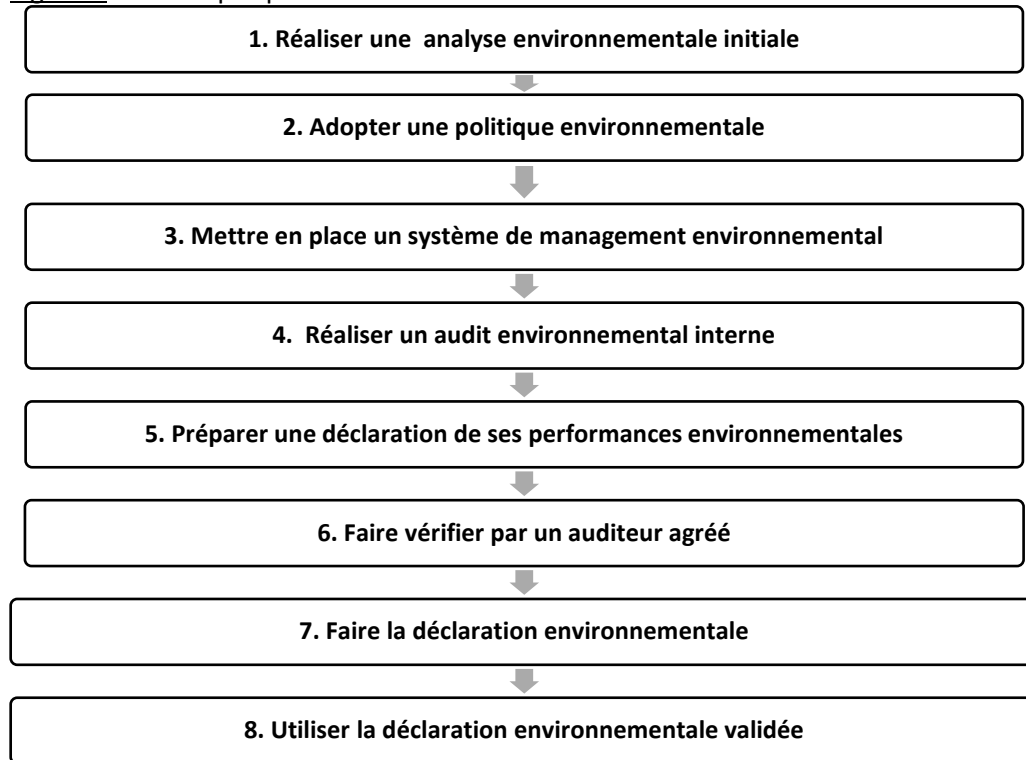 1. Réaliser une analyse environnementale initiale
2. Adopter une politique environnementale
3. Mettre en place un système de management environnemental
4. Réaliser un audit environnemental interne
5. Préparer une déclaration de ses performances environnementales
6. Faire vérifier par un auditeur agréé
7. Faire la déclaration environnementale
8. Utiliser la déclaration environnementale validée